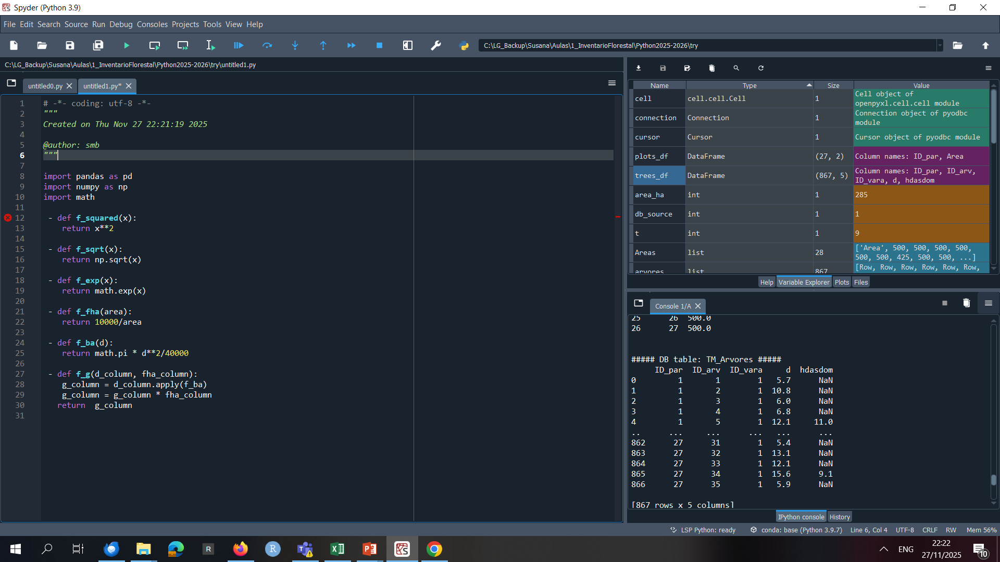 Spyder (Python 3.9)
File Edit Search Source Run Debug Consoles Projects Tools View Help
C:\LG_Backup\Susana\Aulas\1_InventarioFlorestal\Python2025-2026\try
C:\LG_Backup\Susana\Aulas\1_InventarioFlorestal\Python2025-2026\try\untitled1.py
untitled0.py
untitled1.py*
1 # -*- coding: utf-8 -*-
2 """
3 Created on Thu Nov 27 22:21:19 2025
4
5 @author: smb
6 """
7
8 import pandas as pd
9 import numpy as np
10 import math
11
12 - def f_squared(x):
13 return x**2
14
15 - def f_sqrt(x):
16 return np.sqrt(x)
17
18 - def f_exp(x):
19 return math.exp(x)
20
21 - def f_fha(area):
22 return 10000/area
23
24 - def f_ba(d):
25 return math.pi * d**2/40000
26
27 - def f_g(d_column, fha_column):
28 g_column = d_column.apply(f_ba)
29 g_column = g_column * fha_column
30 return g_column
31
Name Type Size Value
cell cell.cell.Cell 1 Cell object of
openpyxl.cell.cell module
connection Connection 1 Connection object of pyodbc
module
cursor Cursor 1 Cursor object of pyodbc module
plots_df DataFrame (27, 2) Column names: ID_par, Area
trees_df DataFrame (867, 5) Column names: ID_par, ID_arv,
ID_vara, d, hdasdom
area_ha int 1 285
db_source int 1 1
t int 1 9
Areas list 28 ['Area', 500, 500, 500, 500,
500, 500, 425, 500, 500, ...]
arvores list 867 [Row, Row, Row, Row, Row, Row,
Help Variable Explorer Plots Files
Console 1/A
25 26 500.0
26 27 500.0
##### DB table: TM_Arvores #####
ID_par ID_arv ID_vara d hdasdom
0 1 1 1 5.7 NaN
1 1 2 1 10.8 NaN
2 1 3 1 6.0 NaN
3 1 4 1 6.8 NaN
4 1 5 1 12.1 11.0
.. ... ... ... ... ...
862 27 31 1 5.4 NaN
863 27 32 1 13.1 NaN
864 27 33 1 12.1 NaN
865 27 34 1 15.6 9.1
866 27 35 1 5.9 NaN
[867 rows x 5 columns]
IPython console History
LSP Python: ready conda: base (Python 3.9.7) Line 6, Col 4 UTF-8 CRLF RW Mem 56%
R
R
T
X
P
ENG
22:22
27/11/2025
10